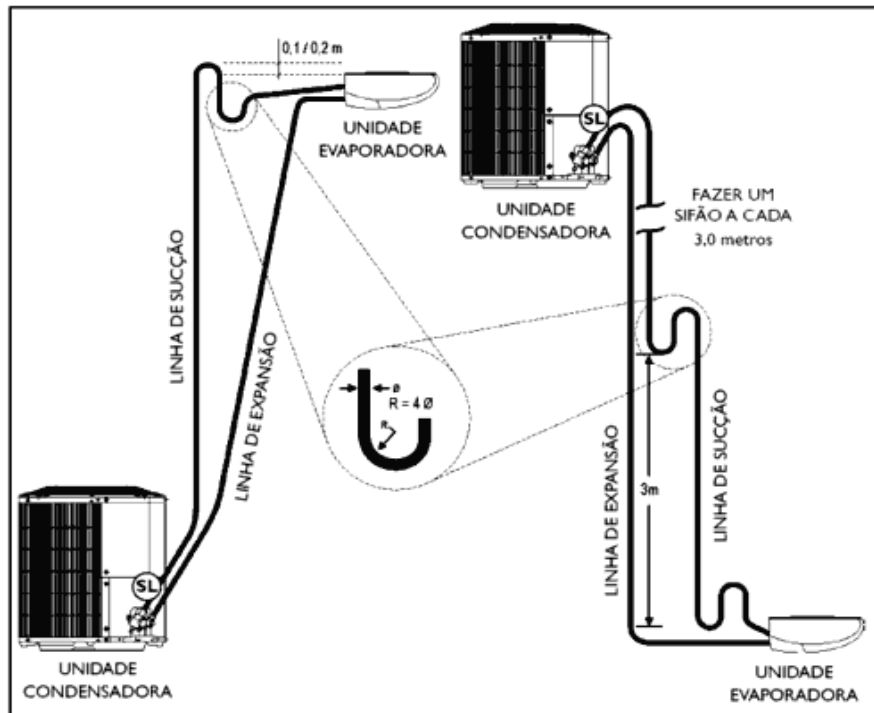 0,1 / 0,2 m
UNIDADE
EVAPORADORA
LINHA DE SUCÇÃO
LINHA DE EXPANSÃO
SL
UNIDADE
CONDENSADORA
ø
R = 4 Ø
R
SL
UNIDADE
CONDENSADORA
FAZER UM
SIFÃO A CADA
3,0 metros
LINHA DE EXPANSÃO
3m
LINHA DE SUCÇÃO
UNIDADE
EVAPORADORA